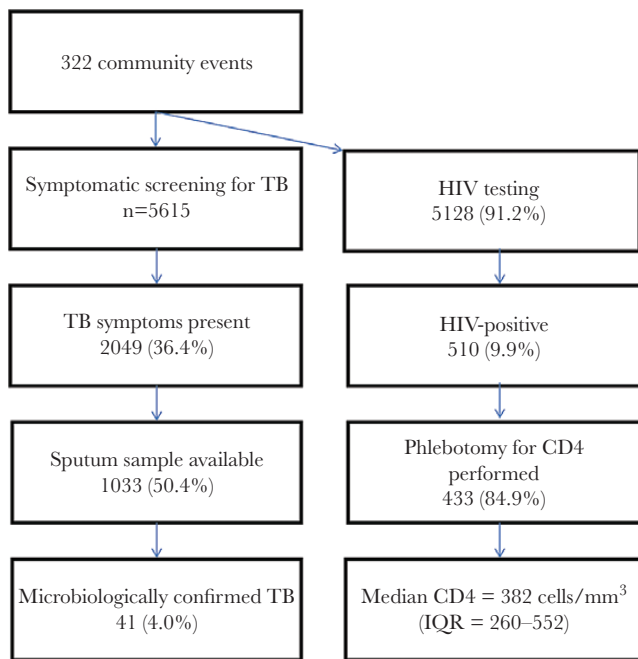 322 community events
Symptomatic screening for TB
n=5615
HIV testing
5128 (91.2%)
TB symptoms present
2049 (36.4%)
HIV-positive
510 (9.9%)
Sputum sample available
1033 (50.4%)
Phlebotomy for CD4
performed
433 (84.9%)
Microbiologically confirmed TB
41 (4.0%)
Median CD4 = 382 cells/mm³
(IQR = 260–552)